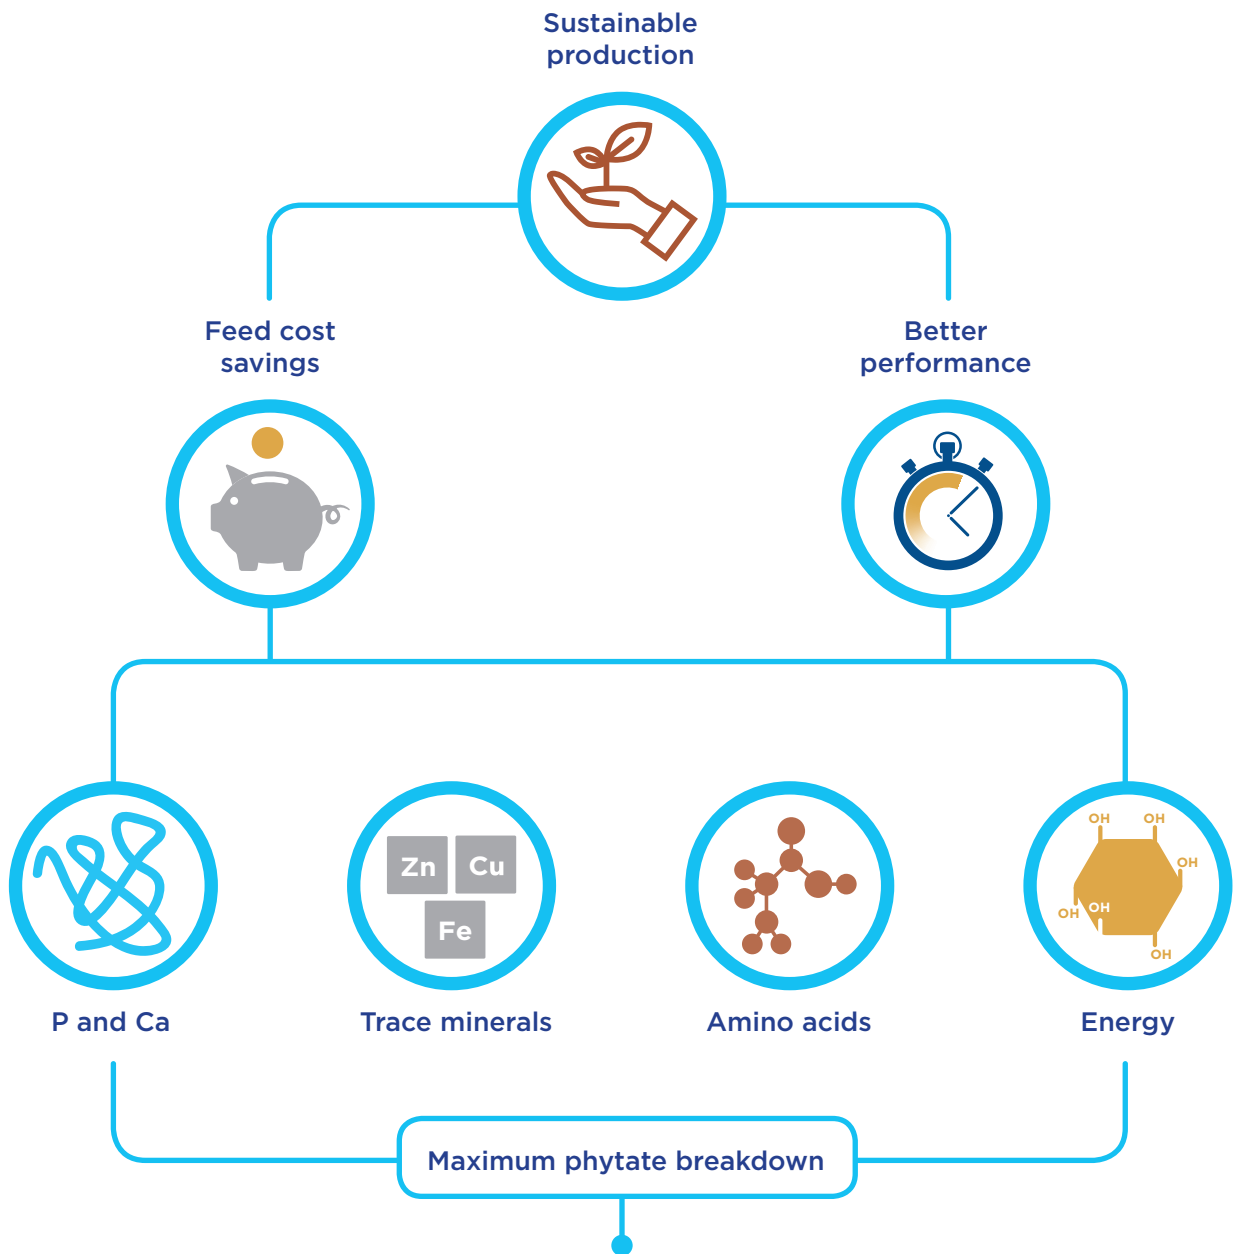 Sustainable
production
Feed cost
savings
Better
performance
Zn Cu
Fe
OH OH
OH
OH OH
OH
P and Ca
Trace minerals
Amino acids
Energy
Maximum phytate breakdown